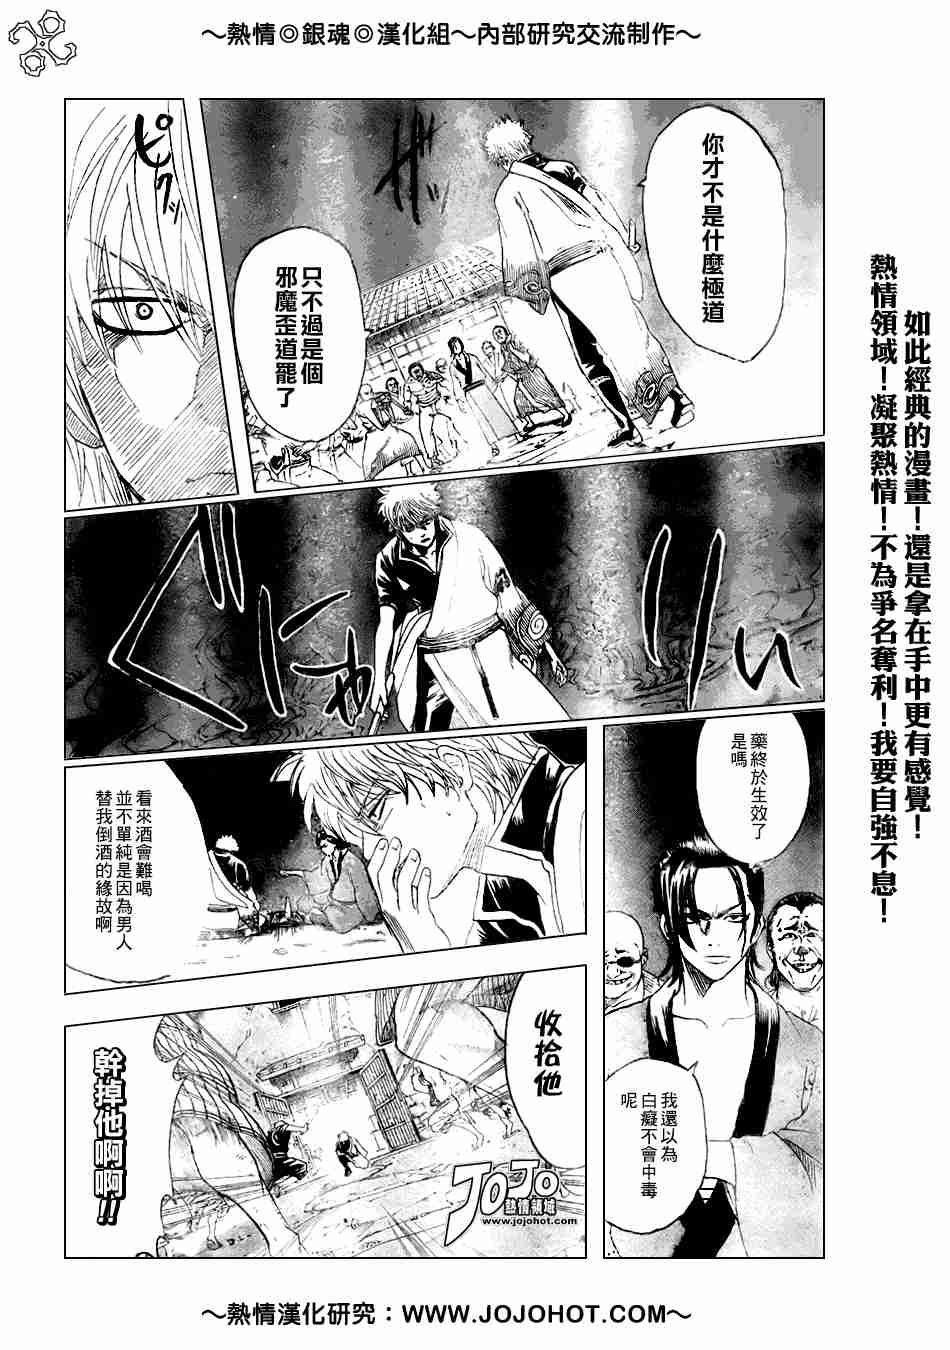 ～熱情◎銀魂◎漢化組～內部研究交流制作～
你才不是什麼極道
只不過是個
邪魔歪道罷了
ザッ
ピクッ
ぐにゃり
藥終於生效了
是嗎
我還以為
白癡不會中毒
呢
看來酒會難喝
並不單純是因為男人
替我倒酒的緣故啊
收拾他
幹掉他啊啊!!
如此經典的漫畫！還是拿在手中更有感覺！
熱情領域！凝聚熱情！不為爭名奪利！我要自強不息！
JOJO
熱情領域
www.jojohot.com
～熱情漢化研究：WWW.JOJOHOT.COM～